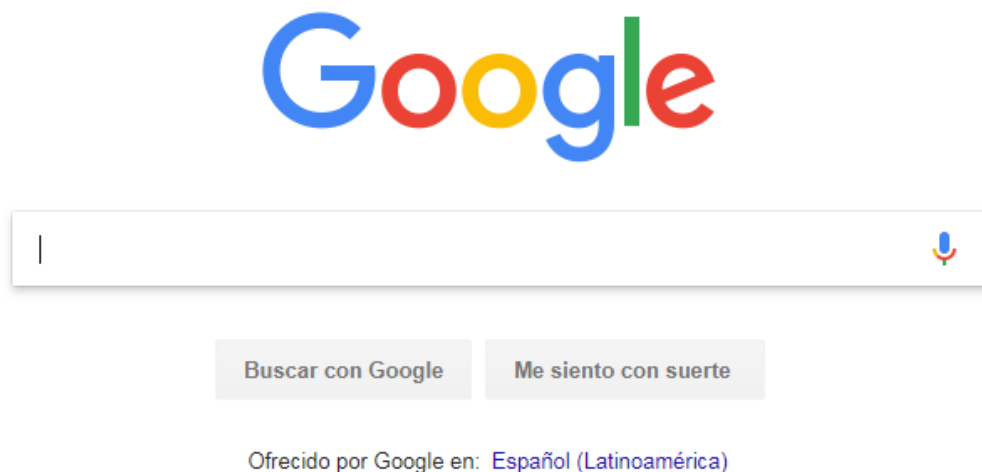 Google
Buscar con Google Me siento con suerte
Ofrecido por Google en: Español (Latinoamérica)